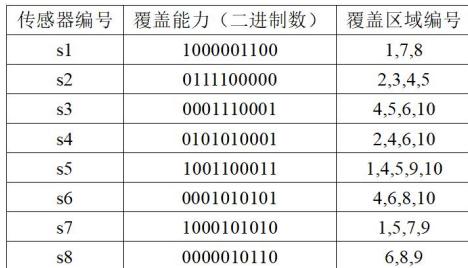 传感器编号 覆盖能力（二进制数） 覆盖区域编号
s1 1000001100 1,7,8
s2 0111100000 2,3,4,5
s3 0001110001 4,5,6,10
s4 0101010001 2,4,6,10
s5 1001100011 1,4,5,9,10
s6 0001010101 4,6,8,10
s7 1000101010 1,5,7,9
s8 0000010110 6,8,9